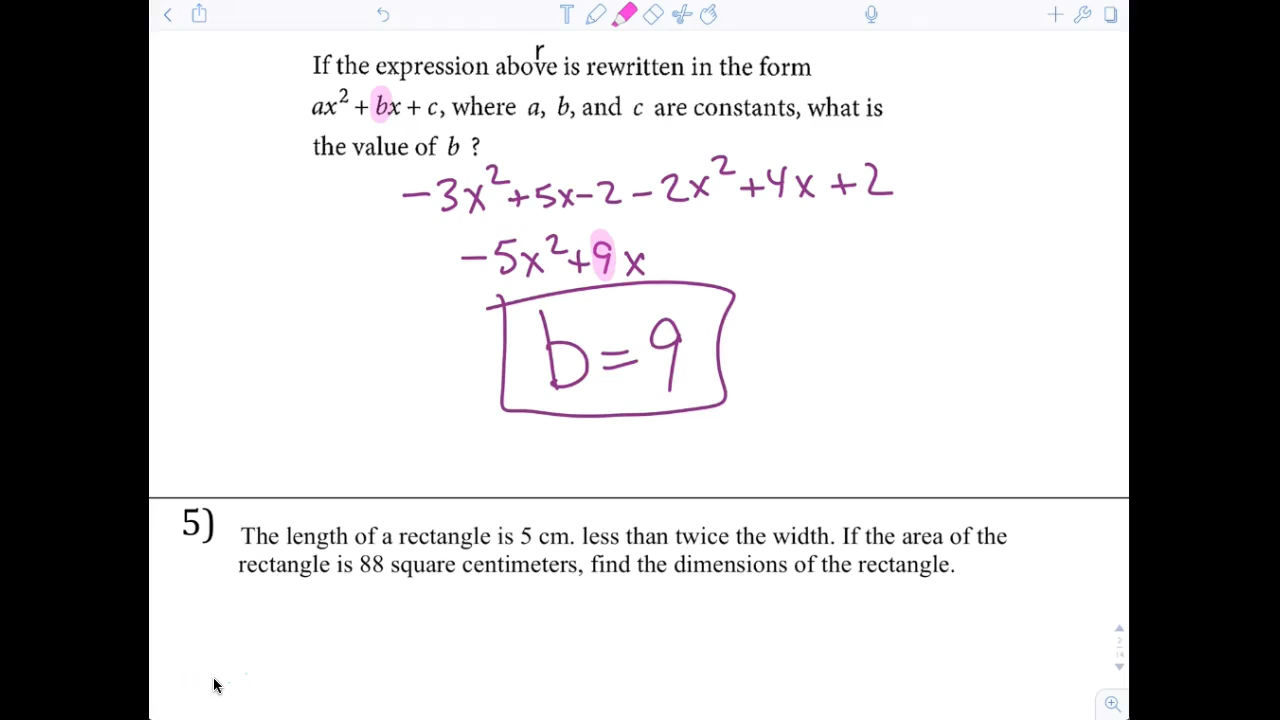 r
If the expression above is rewritten in the form
ax² + bx + c, where a, b, and c are constants, what is
the value of b ?
-3x²+5x-2-2x²+4x+2
-5x²+9x
b=9
5) The length of a rectangle is 5 cm. less than twice the width. If the area of the
rectangle is 88 square centimeters, find the dimensions of the rectangle.